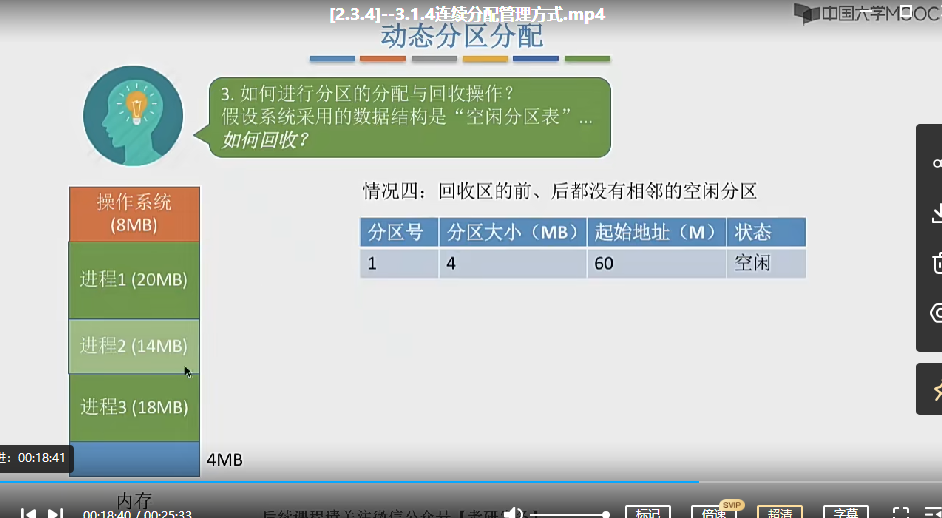 [2.3.4]--3.1.4连续分配管理方式.mp4
中国大学MOOC
动态分区分配
3. 如何进行分区的分配与回收操作？
假设系统采用的数据结构是“空闲分区表”...
如何回收？
情况四：回收区的前、后都没有相邻的空闲分区
分区号 分区大小（MB） 起始地址（M） 状态
1 4 60 空闲
操作系统
(8MB)
进程1 (20MB)
进程2 (14MB)
进程3 (18MB)
4MB
进：00:18:41
内存
00:18:40 / 00:25:33
标记
倍速
SVIP
超清
字幕